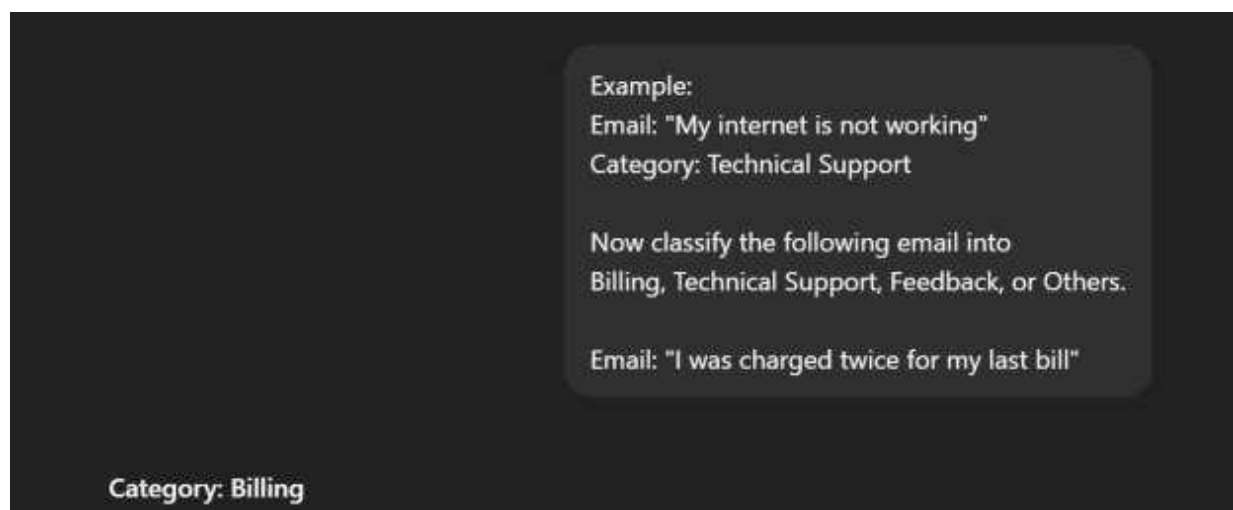 Example:
Email: "My internet is not working"
Category: Technical Support
Now classify the following email into
Billing, Technical Support, Feedback, or Others.
Email: "I was charged twice for my last bill"
Category: Billing